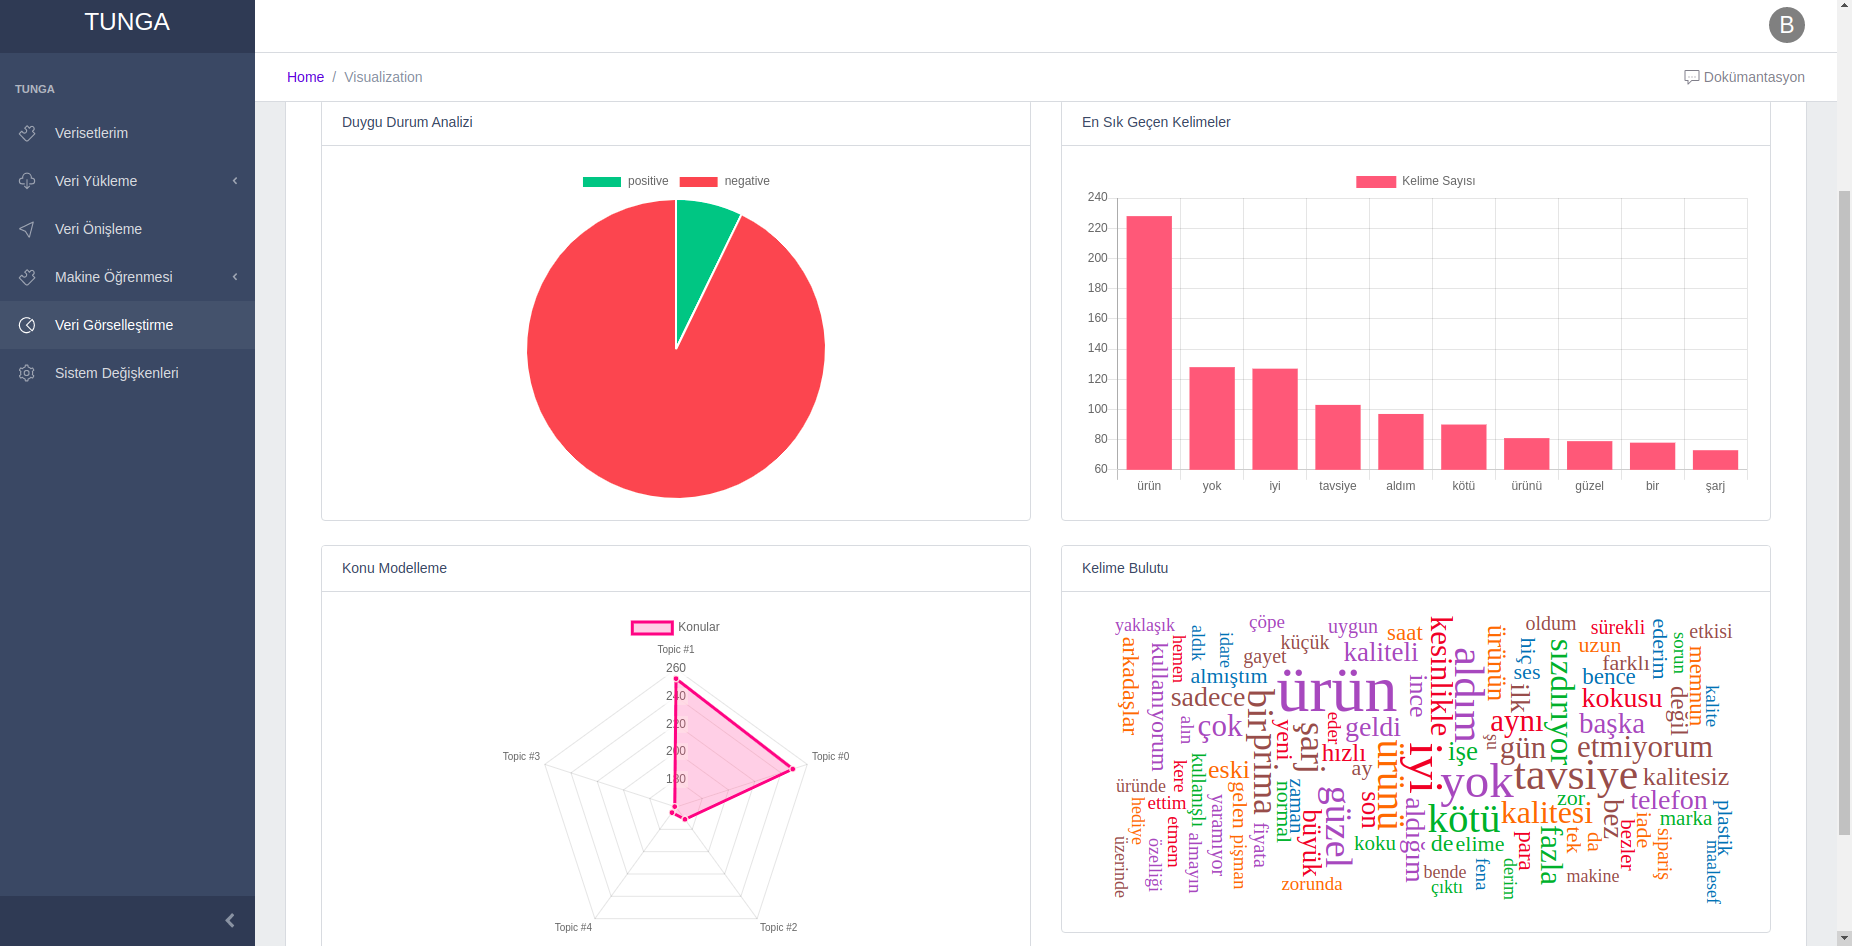 TUNGA
B
TUNGA
Verisetlerim
Veri Yükleme
Veri Önişleme
Makine Öğrenmesi
Veri Görselleştirme
Sistem Değişkenleri
Home / Visualization
Dokümantasyon
Duygu Durum Analizi
positive negative
En Sık Geçen Kelimeler
Kelime Sayısı
240
220
200
180
160
140
120
100
80
60
ürün yok iyi tavsiye aldım kötü ürünü güzel bir şarj
Konu Modelleme
Konular
Topic #1
260
240
220
200
180
Topic #3
Topic #0
Topic #4
Topic #2
Kelime Bulutu
yaklaşık
aldık
idare
çöpe
uygun
saat
kesinlikle
ürünün
oldum
sürekli
ederim
etkisi
arkadaşlar
kullanıyorum
hemen
küçük
gayet
kaliteli
aldım
hiç
ses
sızdırıyor
uzun
farklı
sorun
memnun
almıştım
sadece
ürün
ince
ilk
bence
kokusu
değil
kalite
alın
çok
bir
yeni
şarj
eder
geldi
aynı
başka
hızlı
iyi
işe
şu
gün
etmiyorum
üründe
kere
kullanışlı
eski
prima
ay
ürünü
yok
tavsiye
kalitesiz
hediye
ettim
yaramıyor
gelen
normal
zaman
güzel
son
aldığım
kötü
kalitesi
zor
bez
telefon
plastik
üzerinde
özelliği
etmem
almayın
pişman
fiyata
büyük
koku
de
elime
para
fazla
tek
da
bezler
iade
marka
sipariş
maalesef
zorunda
bende
çıktı
fena
derim
makine